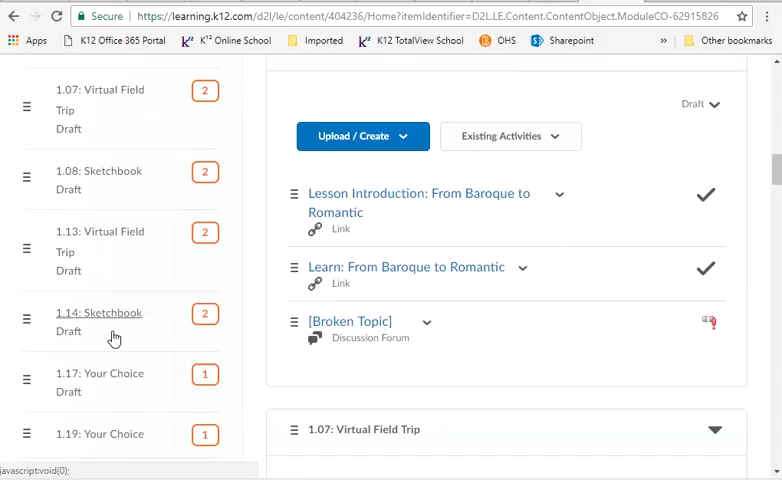 Secure https://learning.k12.com/d2l/le/content/404236/Home?itemIdentifier=D2L.LE.Content.ContentObject.ModuleCO-62915826
Apps K12 Office 365 Portal K¹² Online School Imported K12 TotalView School OHS Sharepoint » Other bookmarks
1.07: Virtual Field
Trip
Draft
2
1.08: Sketchbook
Draft
2
1.13: Virtual Field
Trip
Draft
2
1.14: Sketchbook
Draft
2
1.17: Your Choice
Draft
1
1.19: Your Choice
1
javascript:void(0);
Draft
Upload / Create
Existing Activities
Lesson Introduction: From Baroque to
Romantic
Link
Learn: From Baroque to Romantic
Link
[Broken Topic]
Discussion Forum
1.07: Virtual Field Trip